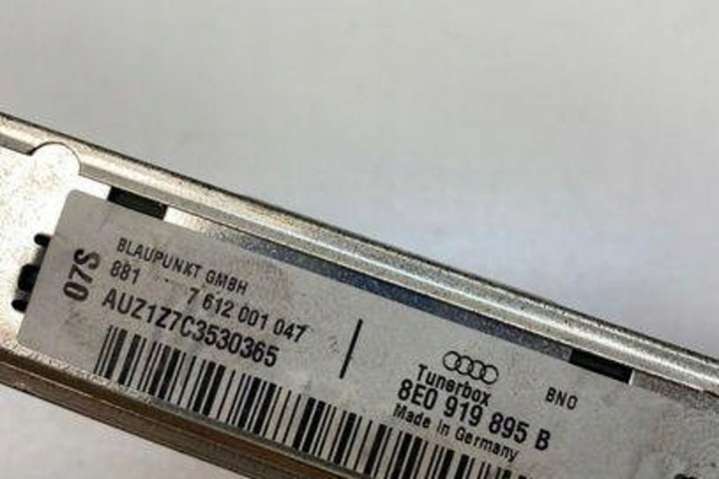 07S
BLAUPUNKT GMBH
881 7 612 001 047
AUZ1Z7C3530365
BNO
Tunerbox
8E0 919 895 B
Made in Germany